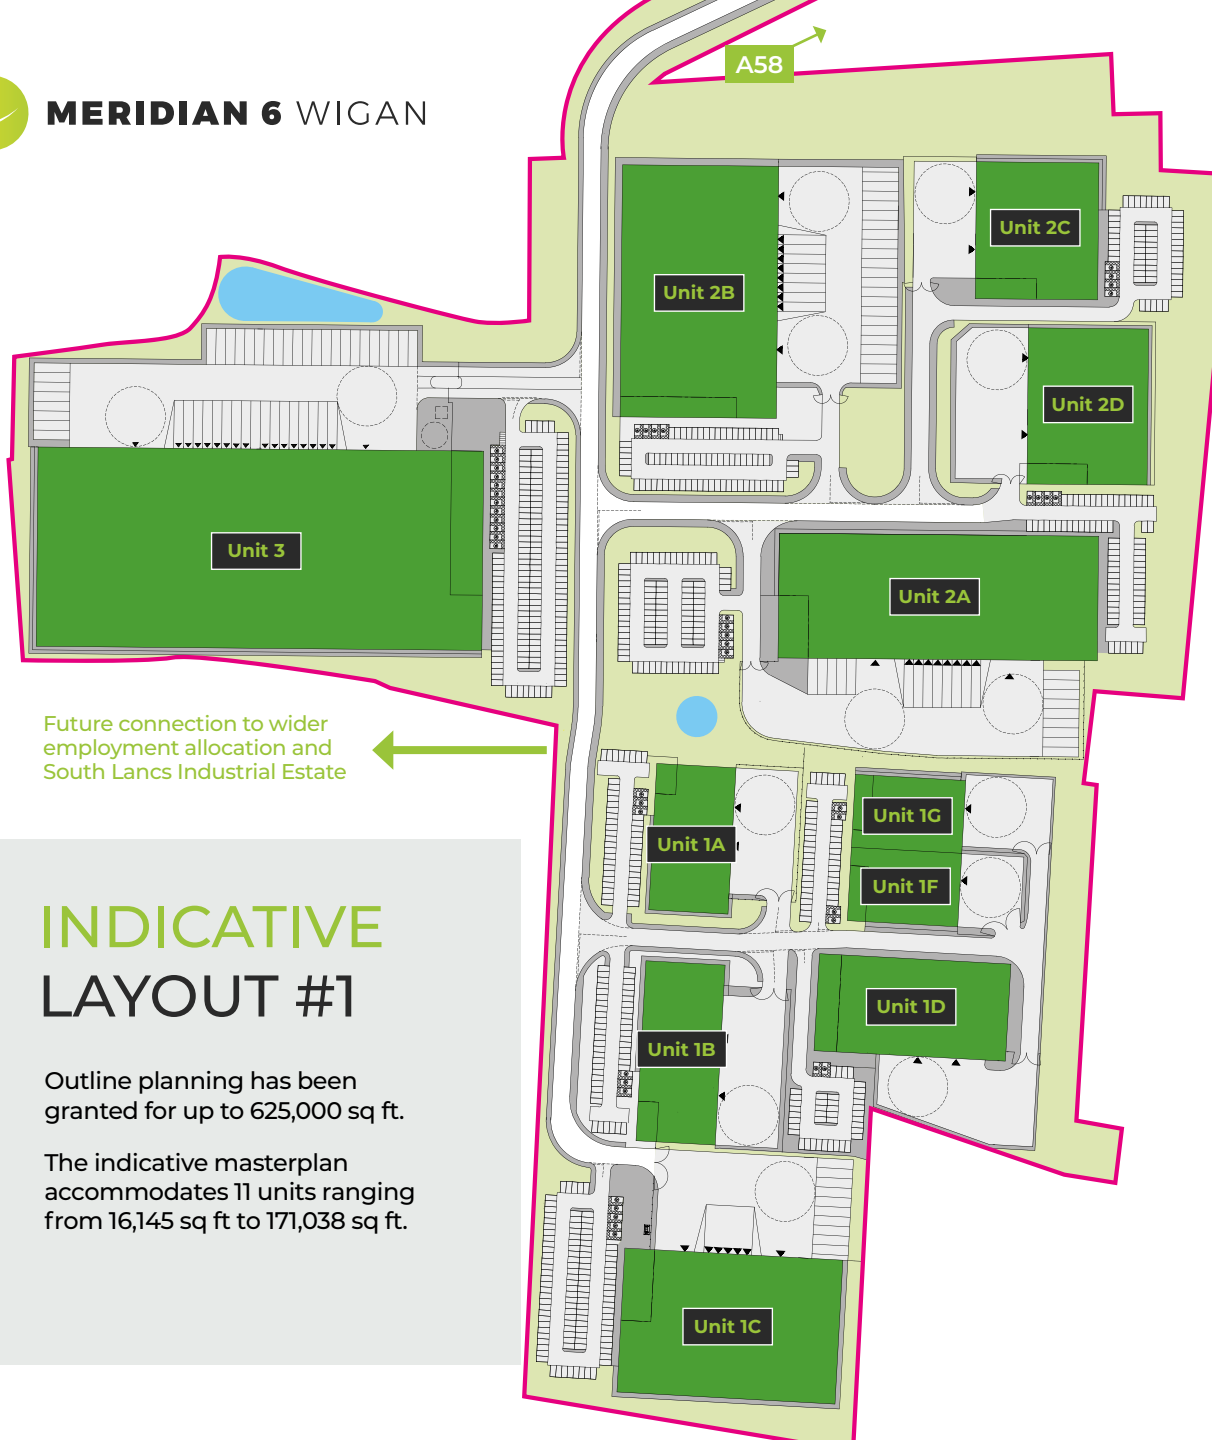 A58
MERIDIAN 6 WIGAN
Unit 2C
Unit 2B
Unit 2D
Unit 3
Unit 2A
Future connection to wider
employment allocation and
South Lancs Industrial Estate
Unit 1G
Unit 1A
Unit 1F
INDICATIVE
LAYOUT #1
Unit 1D
Unit 1B
Outline planning has been
granted for up to 625,000 sq ft.
The indicative masterplan
accommodates 11 units ranging
from 16,145 sq ft to 171,038 sq ft.
Unit 1C